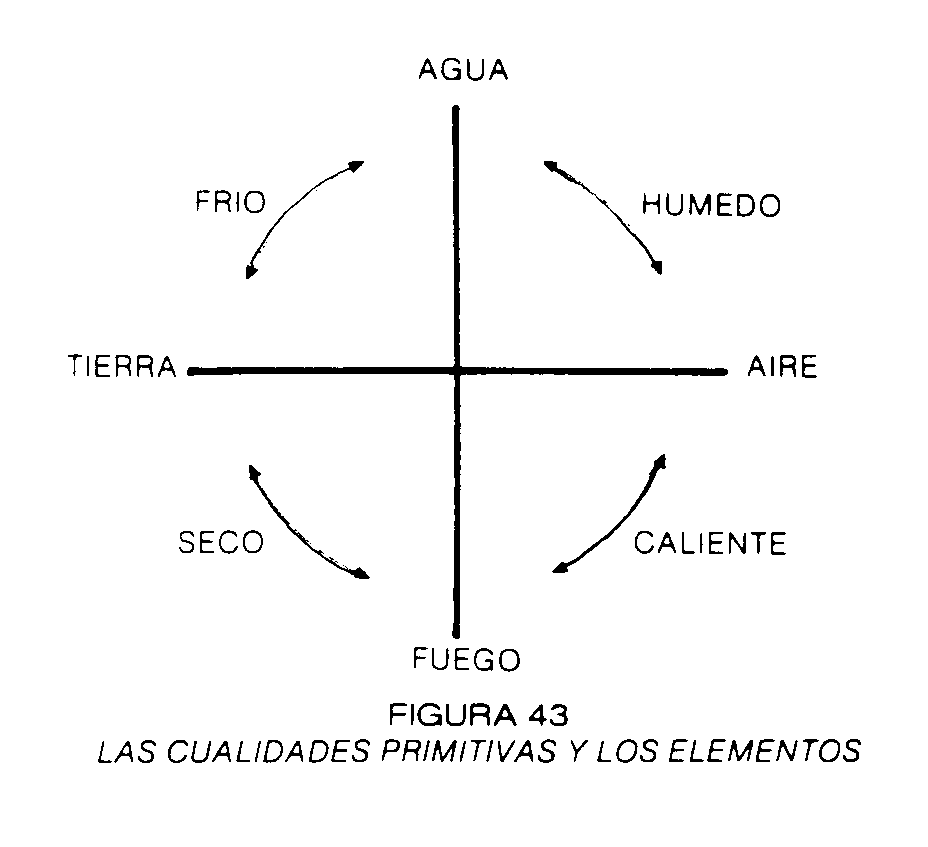 AGUA
FRIO
HUMEDO
TIERRA
AIRE
SECO
CALIENTE
FUEGO
FIGURA 43
LAS CUALIDADES PRIMITIVAS Y LOS ELEMENTOS